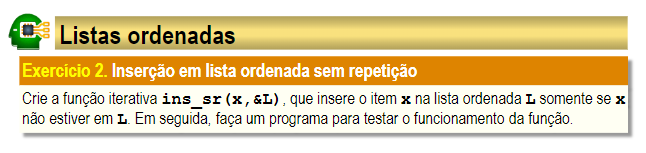 Listas ordenadas
Exercício 2. Inserção em lista ordenada sem repetição
Crie a função iterativa ins_sr(x,&L), que insere o item x na lista ordenada L somente se x
não estiver em L. Em seguida, faça um programa para testar o funcionamento da função.